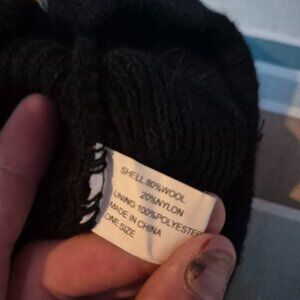 SHELL 80%WOOL
20%NYLON
LINING 100%POLYESTER
MADE IN CHINA
ONE SIZE